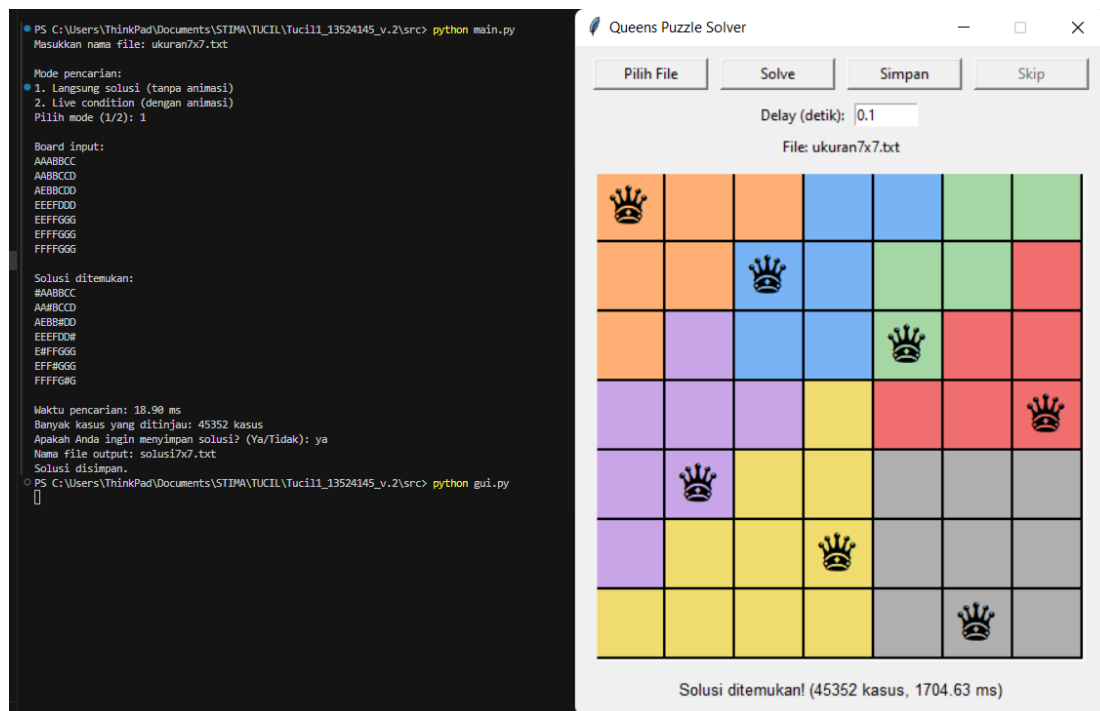 PS C:\Users\ThinkPad\Documents\STIMA\TUCIL\Tucil1_13524145_v.2\src> python main.py
Masukkan nama file: ukuran7x7.txt
Mode pencarian:
1. Langsung solusi (tanpa animasi)
2. Live condition (dengan animasi)
Pilih mode (1/2): 1
Board input:
AAABBCC
AABBCCD
AEBBCDD
EEEFDDD
EEFFGGG
EFFFGGG
FFFFGGG
Solusi ditemukan:
#AABBCC
AA#BCCD
AEBB#DD
EEEFDD#
E#FFGGG
EFF#GGG
FFFFG#G
Waktu pencarian: 18.90 ms
Banyak kasus yang ditinjau: 45352 kasus
Apakah Anda ingin menyimpan solusi? (Ya/Tidak): ya
Nama file output: solusi7x7.txt
Solusi disimpan.
PS C:\Users\ThinkPad\Documents\STIMA\TUCIL\Tucil1_13524145_v.2\src> python gui.py
Queens Puzzle Solver
Pilih File Solve Simpan Skip
Delay (detik): 0.1
File: ukuran7x7.txt
Solusi ditemukan! (45352 kasus, 1704.63 ms)